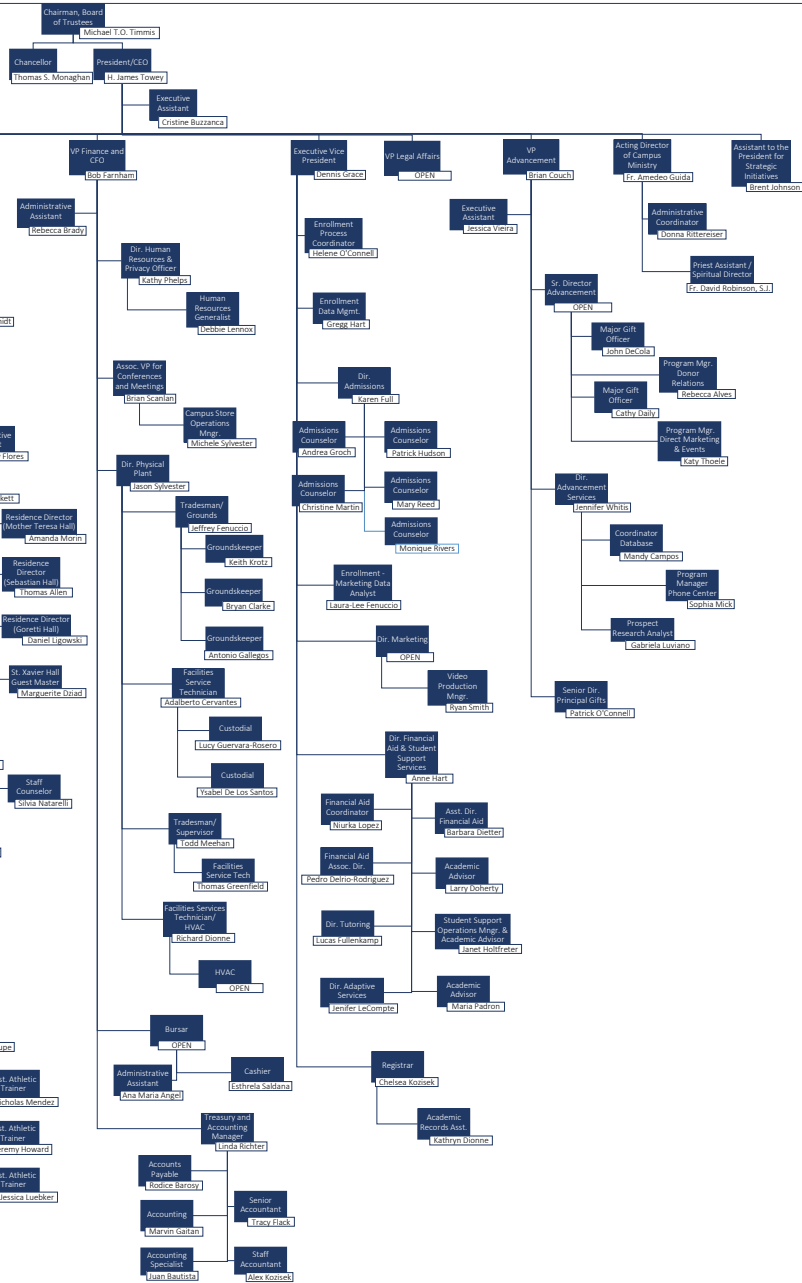 Chairman, Board
of Trustees
Michael T.O. Timmis
Chancellor
Thomas S. Monaghan
President/CEO
H. James Towey
Executive
Assistant
Cristine Buzzanca
VP Finance and
CFO
Bob Farnham
Executive Vice
President
Dennis Grace
VP Legal Affairs
OPEN
VP
Advancement
Brian Couch
Acting Director
of Campus
Ministry
Fr. Amedeo Guida
Assistant to the
President for
Strategic
Initiatives
Brent Johnson
Administrative
Assistant
Rebecca Brady
Dir. Human
Resources &
Privacy Officer
Kathy Phelps
Human
Resources
Generalist
Debbie Lennox
Assoc. VP for
Conferences
and Meetings
Brian Scanlan
Campus Store
Operations
Mngr.
Michele Sylvester
Dir. Physical
Plant
Jason Sylvester
Tradesman/
Grounds
Jeffrey Fenuccio
Groundskeeper
Keith Krotz
Groundskeeper
Bryan Clarke
Groundskeeper
Antonio Gallegos
Facilities
Service
Technician
Adalberto Cervantes
Custodial
Lucy Guervara-Rosero
Custodial
Ysabel De Los Santos
Tradesman/
Supervisor
Todd Meehan
Facilities
Service Tech
Thomas Greenfield
Facilities Services
Technician/
HVAC
Richard Dionne
HVAC
OPEN
Bursar
OPEN
Administrative
Assistant
Ana Maria Angel
Cashier
Esthrela Saldana
Treasury and
Accounting
Manager
Linda Richter
Accounts
Payable
Rodice Barosy
Senior
Accountant
Tracy Flack
Accounting
Marvin Gaitan
Accounting
Specialist
Juan Bautista
Staff
Accountant
Alex Kozisek
Enrollment
Process
Coordinator
Helene O'Connell
Enrollment
Data Mgmt.
Gregg Hart
Dir.
Admissions
Karen Full
Admissions
Counselor
Andrea Groch
Admissions
Counselor
Patrick Hudson
Admissions
Counselor
Christine Martin
Admissions
Counselor
Mary Reed
Admissions
Counselor
Monique Rivers
Enrollment -
Marketing Data
Analyst
Laura-Lee Fenuccio
Dir. Marketing
OPEN
Video
Production
Mngr.
Ryan Smith
Dir. Financial
Aid & Student
Support
Services
Anne Hart
Financial Aid
Coordinator
Niurka Lopez
Asst. Dir.
Financial Aid
Barbara Dietter
Financial Aid
Assoc. Dir.
Pedro Delrio-Rodriguez
Academic
Advisor
Larry Doherty
Dir. Tutoring
Lucas Fullenkamp
Student Support
Operations Mngr. &
Academic Advisor
Janet Holtfreter
Dir. Adaptive
Services
Jenifer LeCompte
Academic
Advisor
Maria Padron
Registrar
Chelsea Kozisek
Academic
Records Asst.
Kathryn Dionne
Executive
Assistant
Jessica Vieira
Sr. Director
Advancement
OPEN
Major Gift
Officer
John DeCola
Program Mgr.
Donor
Relations
Rebecca Alves
Major Gift
Officer
Cathy Daily
Program Mgr.
Direct Marketing
& Events
Katy Thoele
Dir.
Advancement
Services
Jennifer Whitis
Coordinator
Database
Mandy Campos
Program
Manager
Phone Center
Sophia Mick
Prospect
Research Analyst
Gabriela Luviano
Senior Dir.
Principal Gifts
Patrick O'Connell
Administrative
Coordinator
Donna Rittereiser
Priest Assistant /
Spiritual Director
Fr. David Robinson, S.J.
Flores
Residence Director
(Mother Teresa Hall)
Amanda Morin
Residence
Director
(Sebastian Hall)
Thomas Allen
Residence Director
(Goretti Hall)
Daniel Ligowski
St. Xavier Hall
Guest Master
Marguerite Dziad
Staff
Counselor
Silvia Natarelli
st. Athletic
Trainer
icholas Mendez
st. Athletic
Trainer
eremy Howard
st. Athletic
Trainer
Jessica Luebker